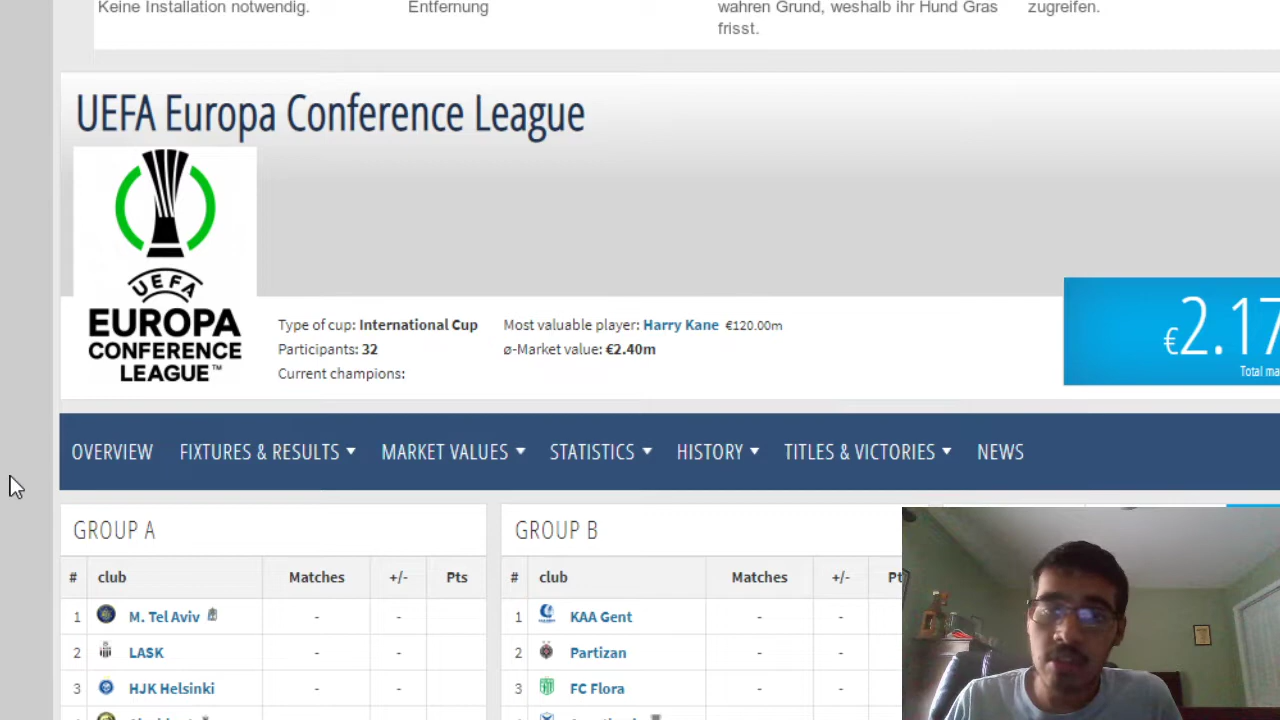 Keine Installation notwendig.
Entfernung
wahren Grund, weshalb ihr Hund Gras
frisst.
zugreifen.
UEFA Europa Conference League
UEFA
EUROPA
CONFERENCE
LEAGUE™
Type of cup: International Cup
Participants: 32
Current champions:
Most valuable player: Harry Kane €120.00m
ø-Market value: €2.40m
€2.17
Total ma
OVERVIEW FIXTURES & RESULTS MARKET VALUES STATISTICS HISTORY TITLES & VICTORIES NEWS
GROUP A
# club Matches +/- Pts
1 M. Tel Aviv - -
2 LASK - -
3 HJK Helsinki - -
GROUP B
# club Matches +/- Pt
1 KAA Gent - -
2 Partizan - -
3 FC Flora - -